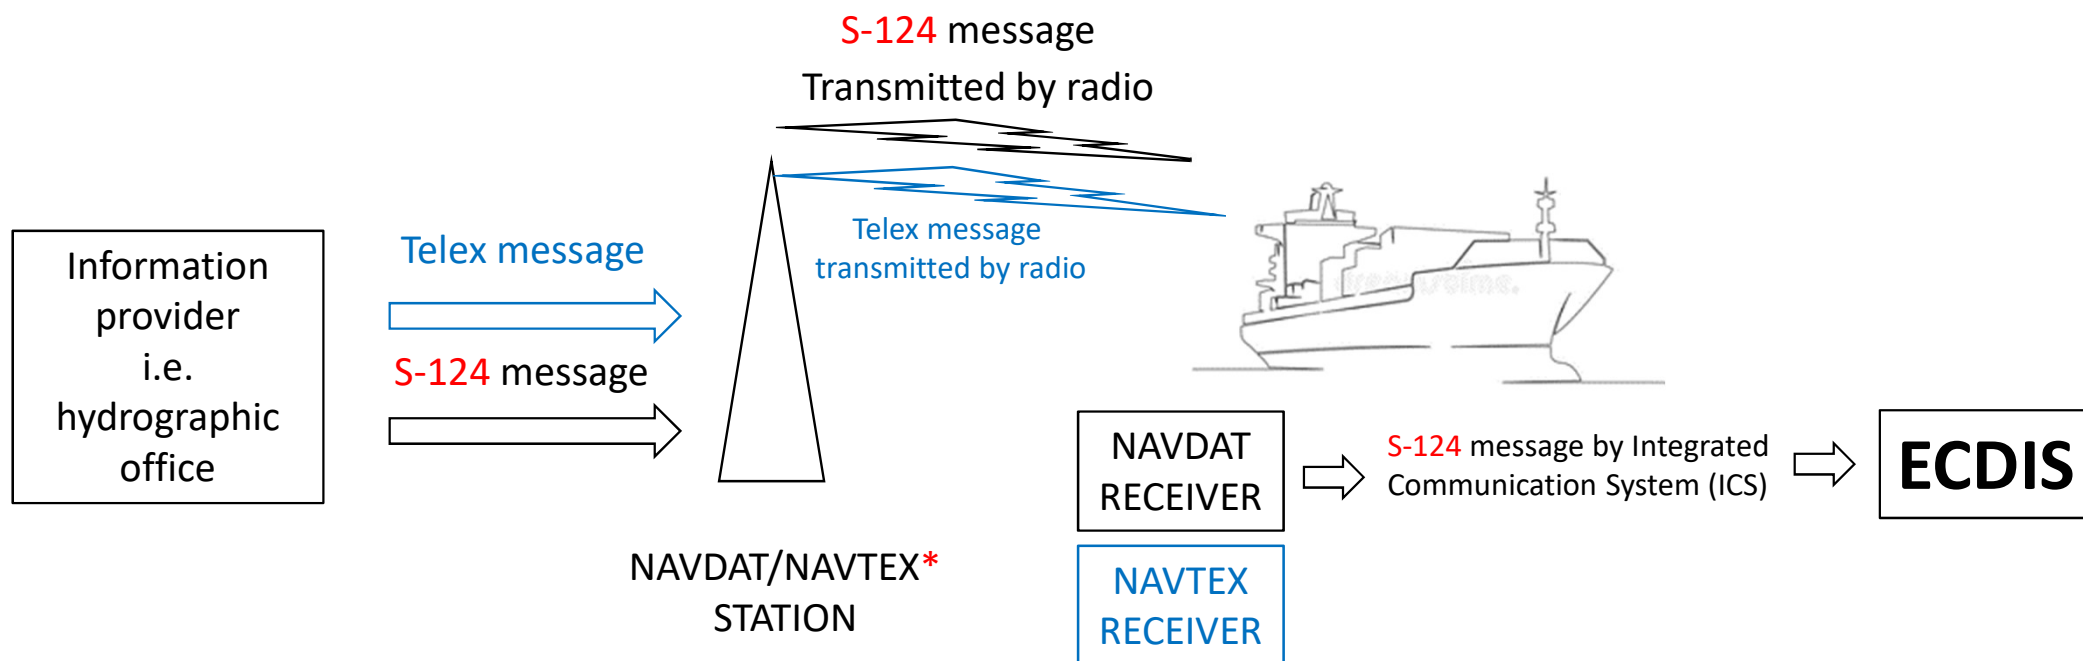 S-124 message
Transmitted by radio
Telex message
transmitted by radio
Information
provider
i.e.
hydrographic
office
Telex message
S-124 message
NAVDAT/NAVTEX*
STATION
NAVDAT
RECEIVER
S-124 message by Integrated
Communication System (ICS)
ECDIS
NAVTEX
RECEIVER